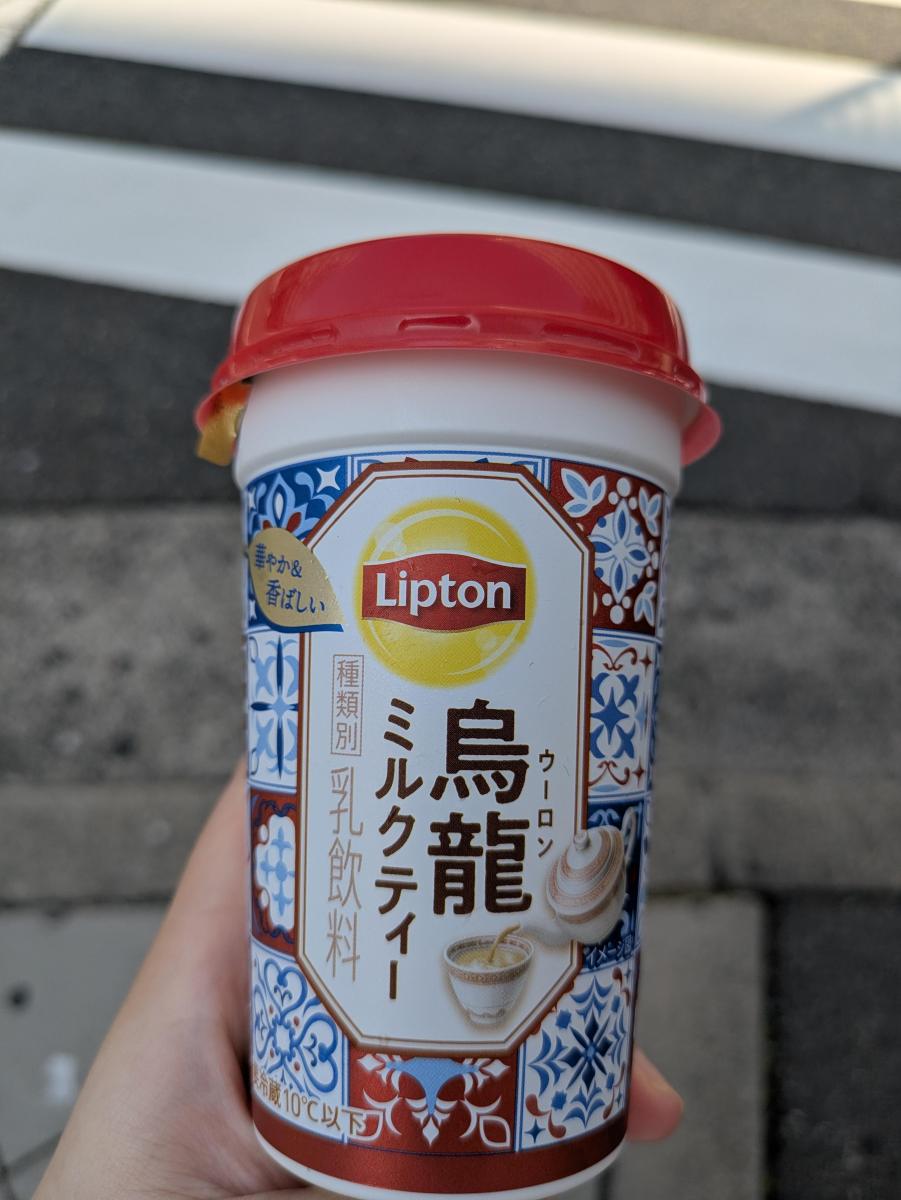 Lipton
華やか&
香ばしい
烏龍
ウーロン
ミルクティー
種類別
乳飲料
イメージ図
要冷蔵10℃以下